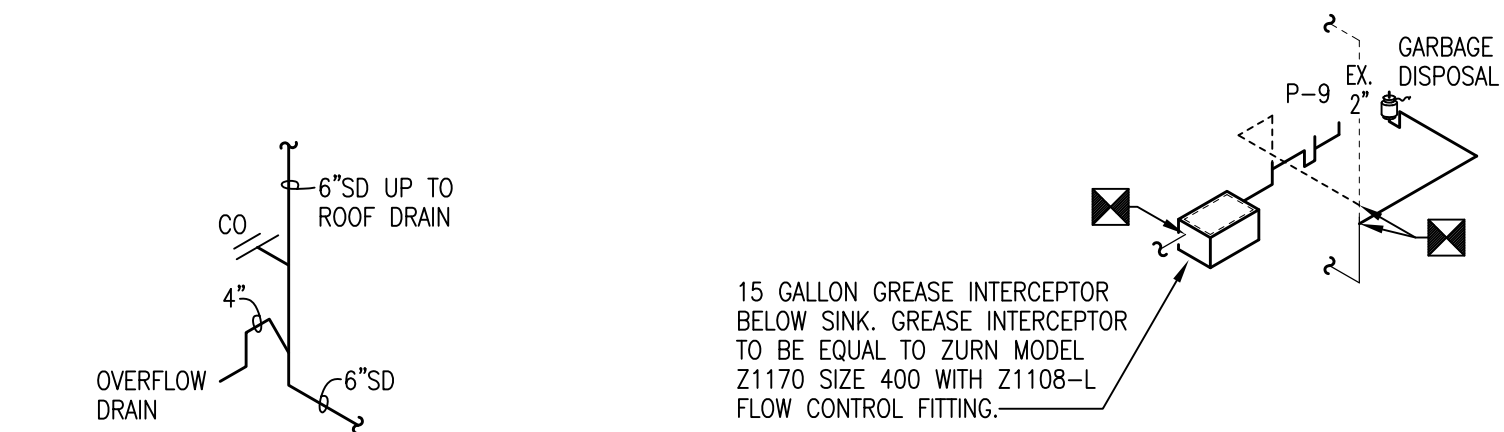 6"SD UP TO
ROOF DRAIN
CO
4"
OVERFLOW
DRAIN
6"SD
GARBAGE
DISPOSAL
EX.
2"
P-9
15 GALLON GREASE INTERCEPTOR
BELOW SINK. GREASE INTERCEPTOR
TO BE EQUAL TO ZURN MODEL
Z1170 SIZE 400 WITH Z1108-L
FLOW CONTROL FITTING.